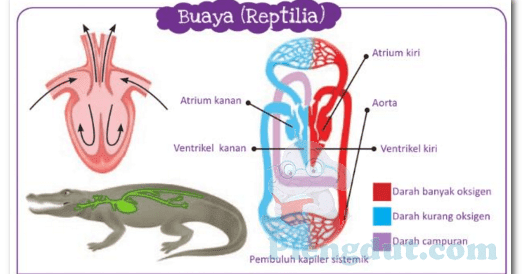 Buaya (Reptilia)
Atrium kiri
Atrium kanan
Aorta
Ventrikel kanan
Ventrikel kiri
Darah banyak oksigen
Darah kurang oksigen
Darah campuran
Pembuluh kapiler sistemik